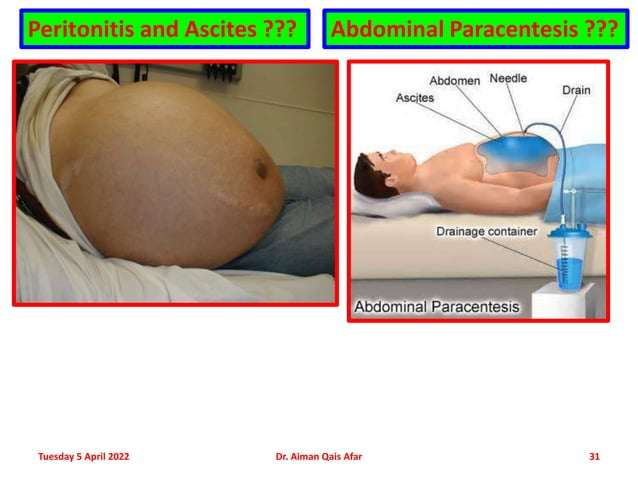 Peritonitis and Ascites ???
Abdominal Paracentesis ???
Abdomen
Needle
Drain
Ascites
Drainage container
Abdominal Paracentesis
Tuesday 5 April 2022
Dr. Aiman Qais Afar
31